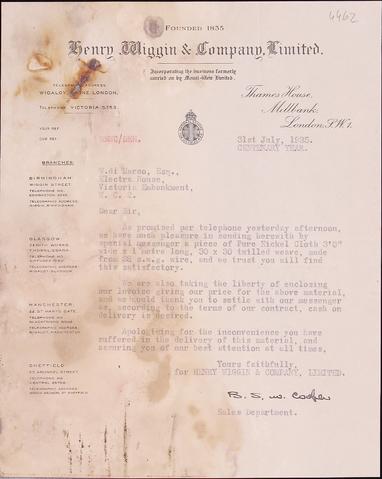 4462
FOUNDED 1835
Henry Wiggin & Company, Limited.
Incorporating the business formerly
carried on by Mond-Nickel Limited.
TELEGRAPHIC ADDRESS
LONDON.
TELEPHONE VICTORIA 5353.
Thames House,
Millbank,
London, S.W.1.
YOUR REF
OUR REF
31st July, 1935.
CENTENARY YEAR.
BRANCHES:
BIRMINGHAM
WIGGIN STREET
W.di Marco, Esq.,
Electra House,
Victoria Embankment,
W. C. 2.
Dear Sir,
As promised per telephone yesterday afternoon,
we have much pleasure in sending herewith by
special messenger a piece of Pure Nickel Cloth 3'0"
wide x 1 metre long, 30 x 30 twilled weave, made
from 32 s.w.g. wire, and we trust you will find
this satisfactory.
GLASGOW
We are also taking the liberty of enclosing
our Invoice giving our price for the above material,
and we should thank you to settle with our messenger
as, according to the terms of our contract, cash on
delivery is desired.
MANCHESTER
Apologising for the inconvenience you have
suffered in the delivery of this material, and
assuring you of our best attention at all times,
Yours faithfully,
for HENRY WIGGIN & COMPANY, LIMITED.
SHEFFIELD
B. S. W. Cooper
Sales Department.